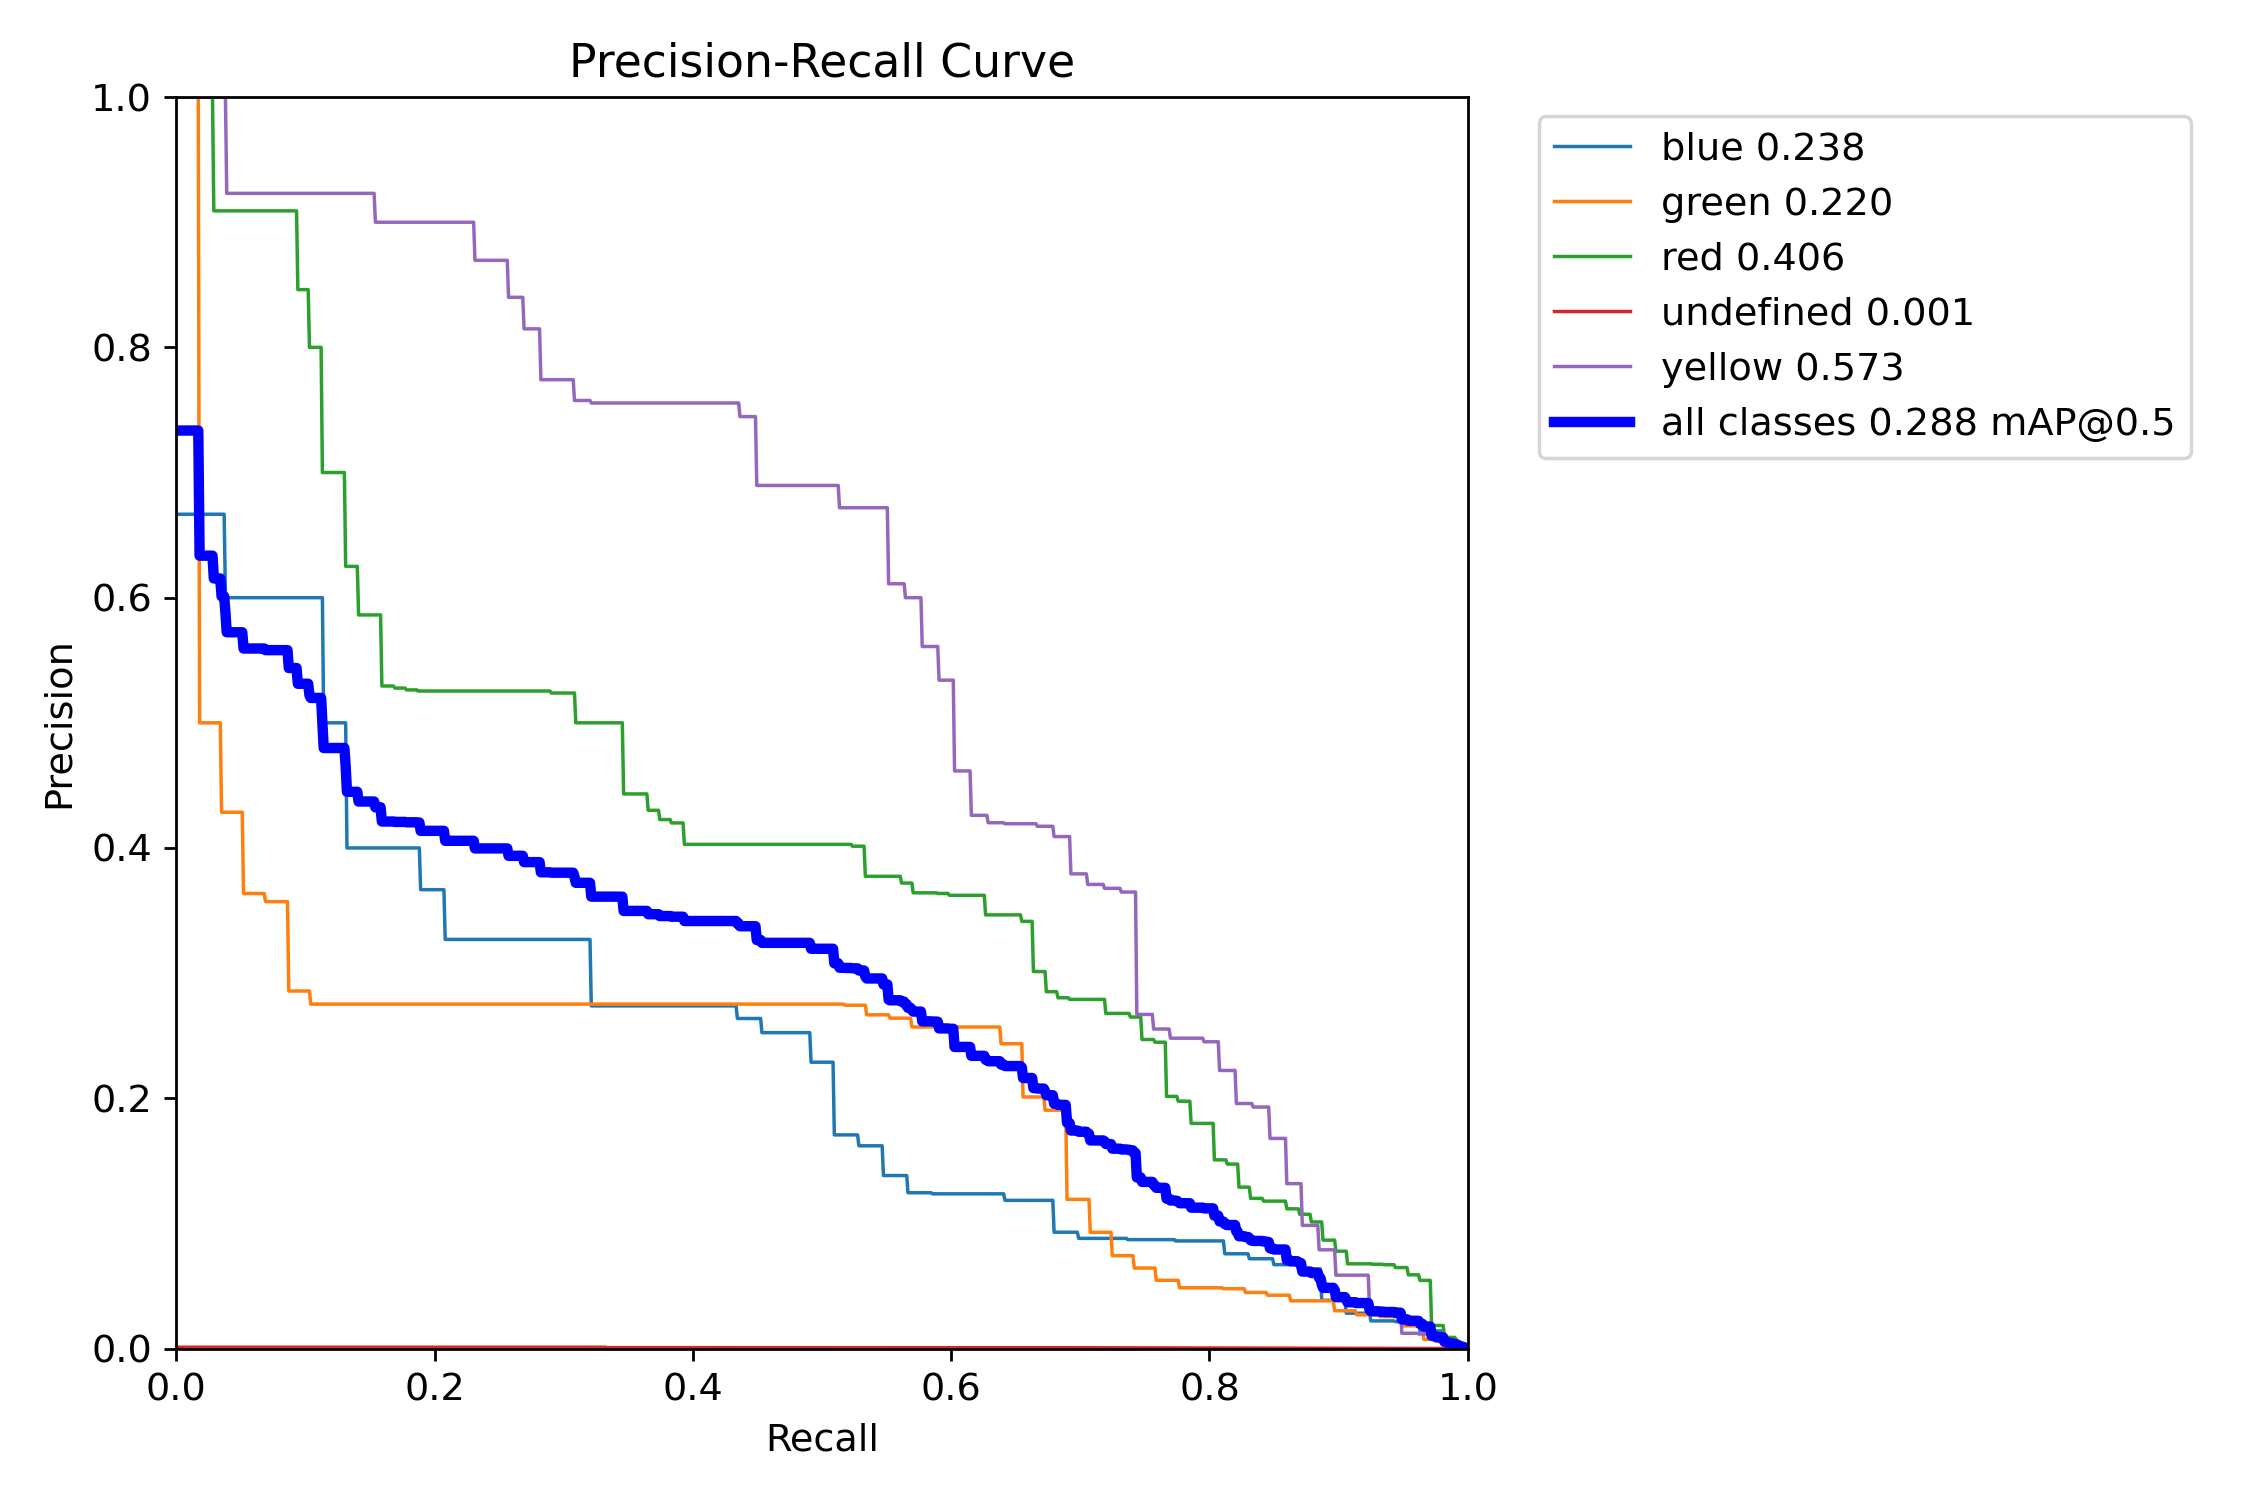 Precision-Recall Curve
1.0
0.8
0.6
0.4
0.2
0.0
Precision
0.0 0.2 0.4 0.6 0.8 1.0
Recall
blue 0.238
green 0.220
red 0.406
undefined 0.001
yellow 0.573
all classes 0.288 mAP@0.5